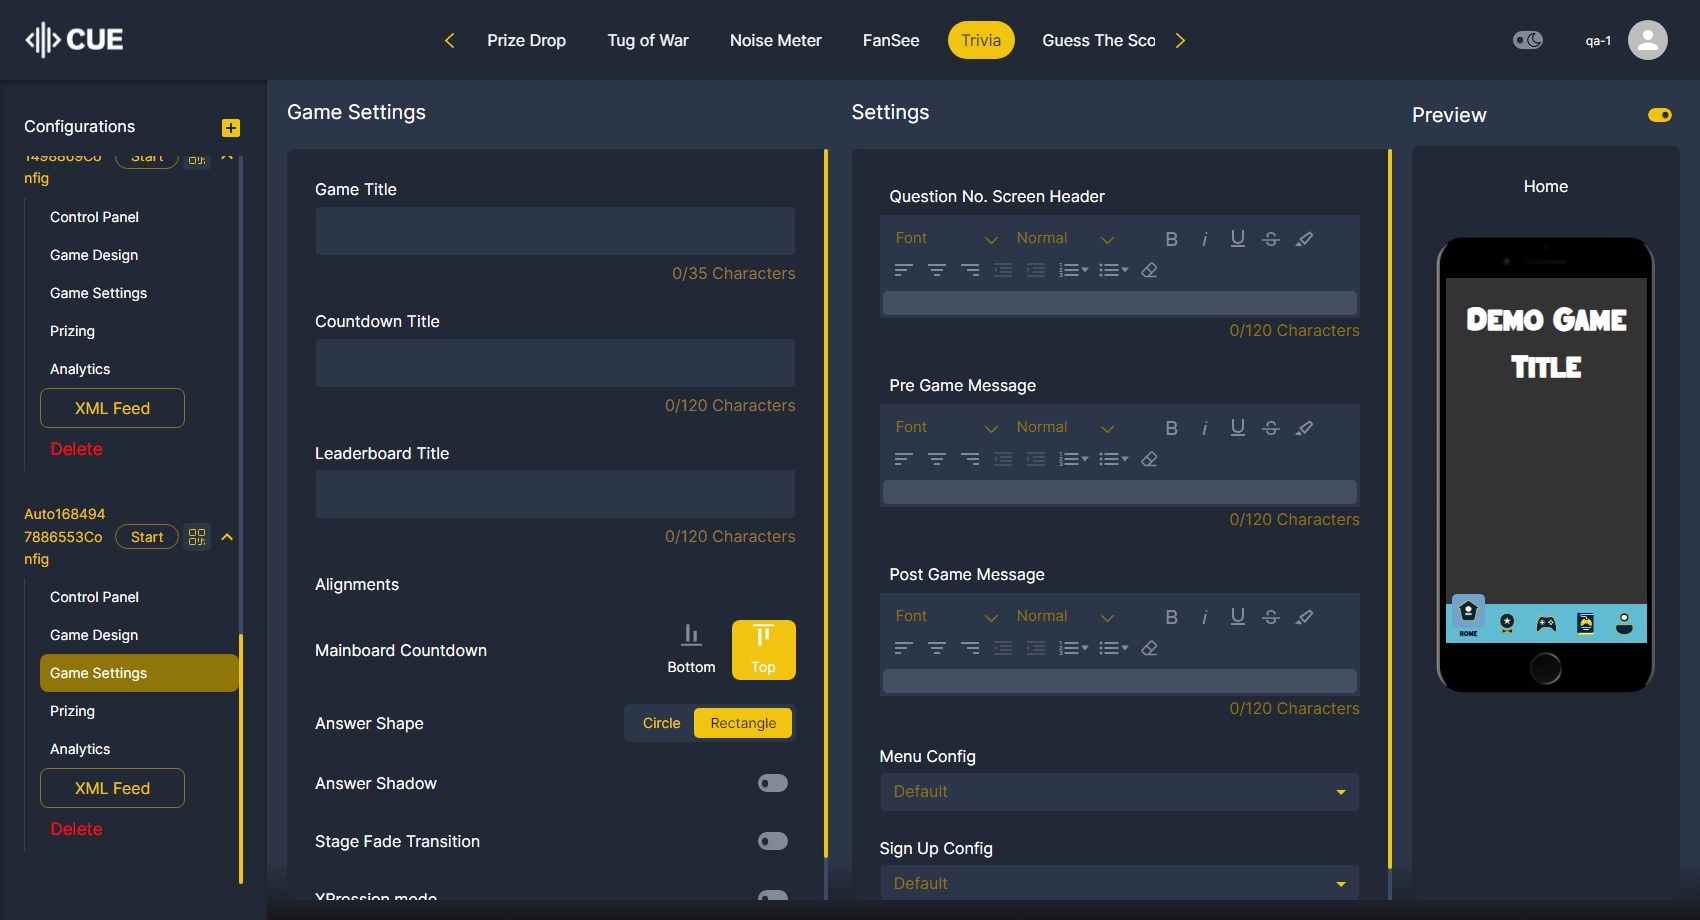 CUE
Prize Drop
Tug of War
Noise Meter
FanSee
Trivia
Guess The Sco
qa-1
Configurations
1498869Co
nfig
Start
Control Panel
Game Design
Game Settings
Prizing
Analytics
XML Feed
Delete
Auto168494
7886553Co
nfig
Start
Control Panel
Game Design
Game Settings
Prizing
Analytics
XML Feed
Delete
Game Settings
Game Title
0/35 Characters
Countdown Title
0/120 Characters
Leaderboard Title
0/120 Characters
Alignments
Mainboard Countdown
Bottom
Top
Answer Shape
Circle
Rectangle
Answer Shadow
Stage Fade Transition
XPression mode
Settings
Question No. Screen Header
Font
Normal
B
i
U
S
0/120 Characters
Pre Game Message
Font
Normal
B
i
U
S
0/120 Characters
Post Game Message
Font
Normal
B
i
U
S
0/120 Characters
Menu Config
Default
Sign Up Config
Default
Preview
Home
DEMO GAME
TITLE
HOME